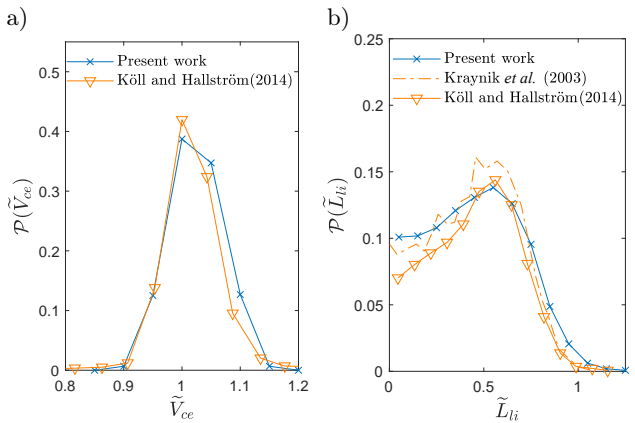 a)
b)
Present work
Köll and Hallström(2014)
0.5
0.4
0.3
0.2
0.1
0
0.8
0.9
1
1.1
1.2
𝒫(Ṽce)
Ṽce
Present work
Kraynik et al. (2003)
Köll and Hallström(2014)
0.25
0.2
0.15
0.1
0.05
0
0
0.5
1
𝒫(L̃li)
L̃li